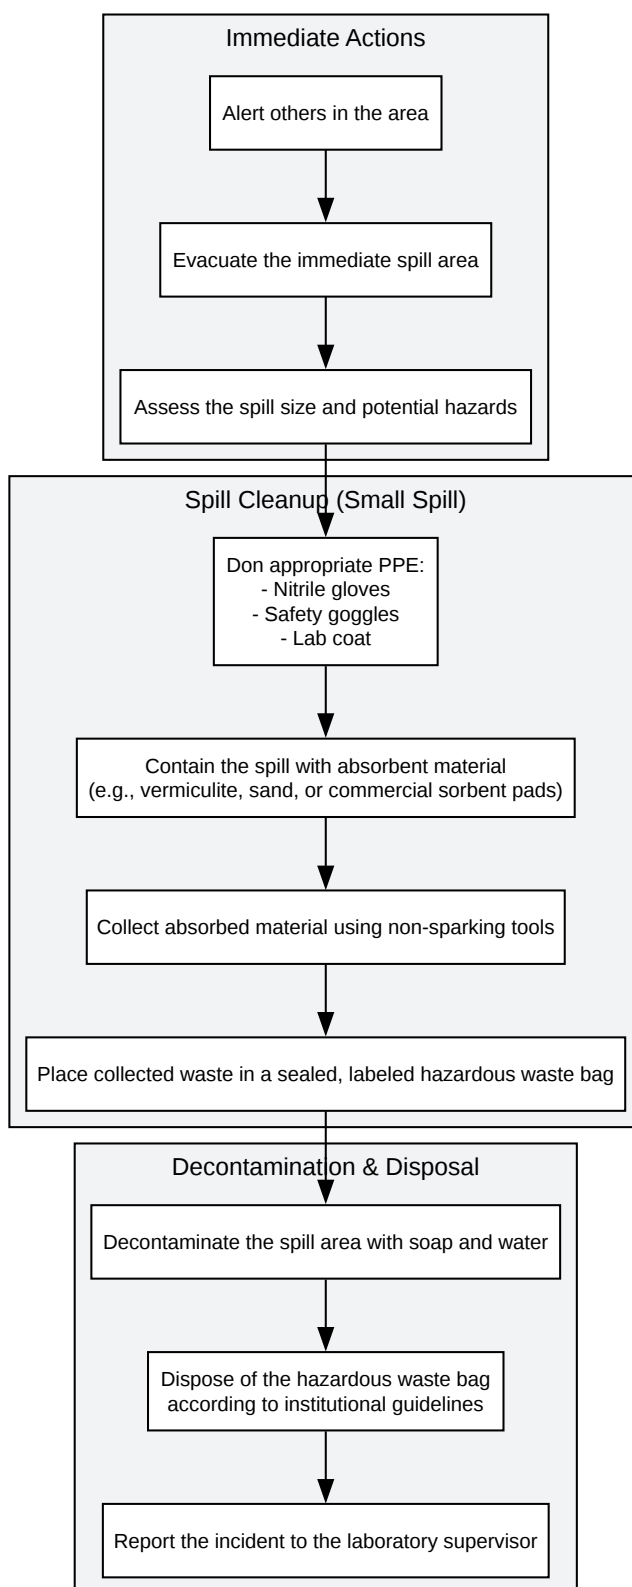 Immediate Actions
Alert others in the area
Evacuate the immediate spill area
Assess the spill size and potential hazards
Spill Cleanup (Small Spill)
Don appropriate PPE:
- Nitrile gloves
- Safety goggles
- Lab coat
Contain the spill with absorbent material
(e.g., vermiculite, sand, or commercial sorbent pads)
Collect absorbed material using non-sparking tools
Place collected waste in a sealed, labeled hazardous waste bag
Decontamination & Disposal
Decontaminate the spill area with soap and water
Dispose of the hazardous waste bag
according to institutional guidelines
Report the incident to the laboratory supervisor